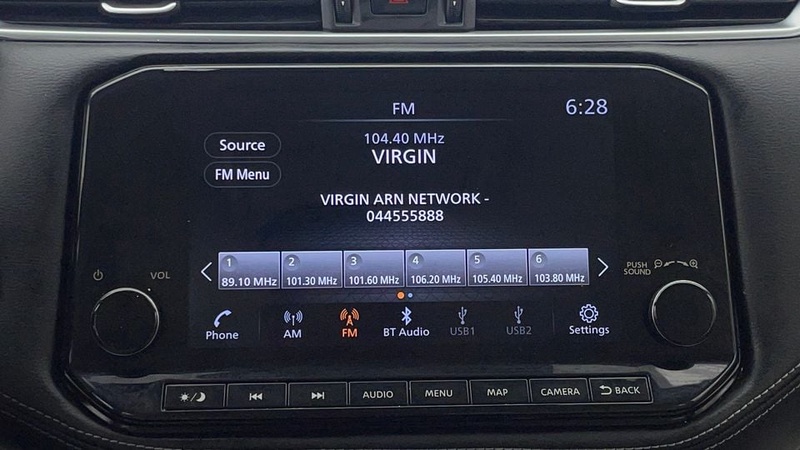 FM
6:28
Source
104.40 MHz
VIRGIN
FM Menu
VIRGIN ARN NETWORK -
044555888
1
89.10 MHz
2
101.30 MHz
3
101.60 MHz
4
106.20 MHz
5
105.40 MHz
6
103.80 MHz
VOL
PUSH
SOUND
Phone
AM
FM
BT Audio
USB1
USB2
Settings
AUDIO
MENU
MAP
CAMERA
BACK